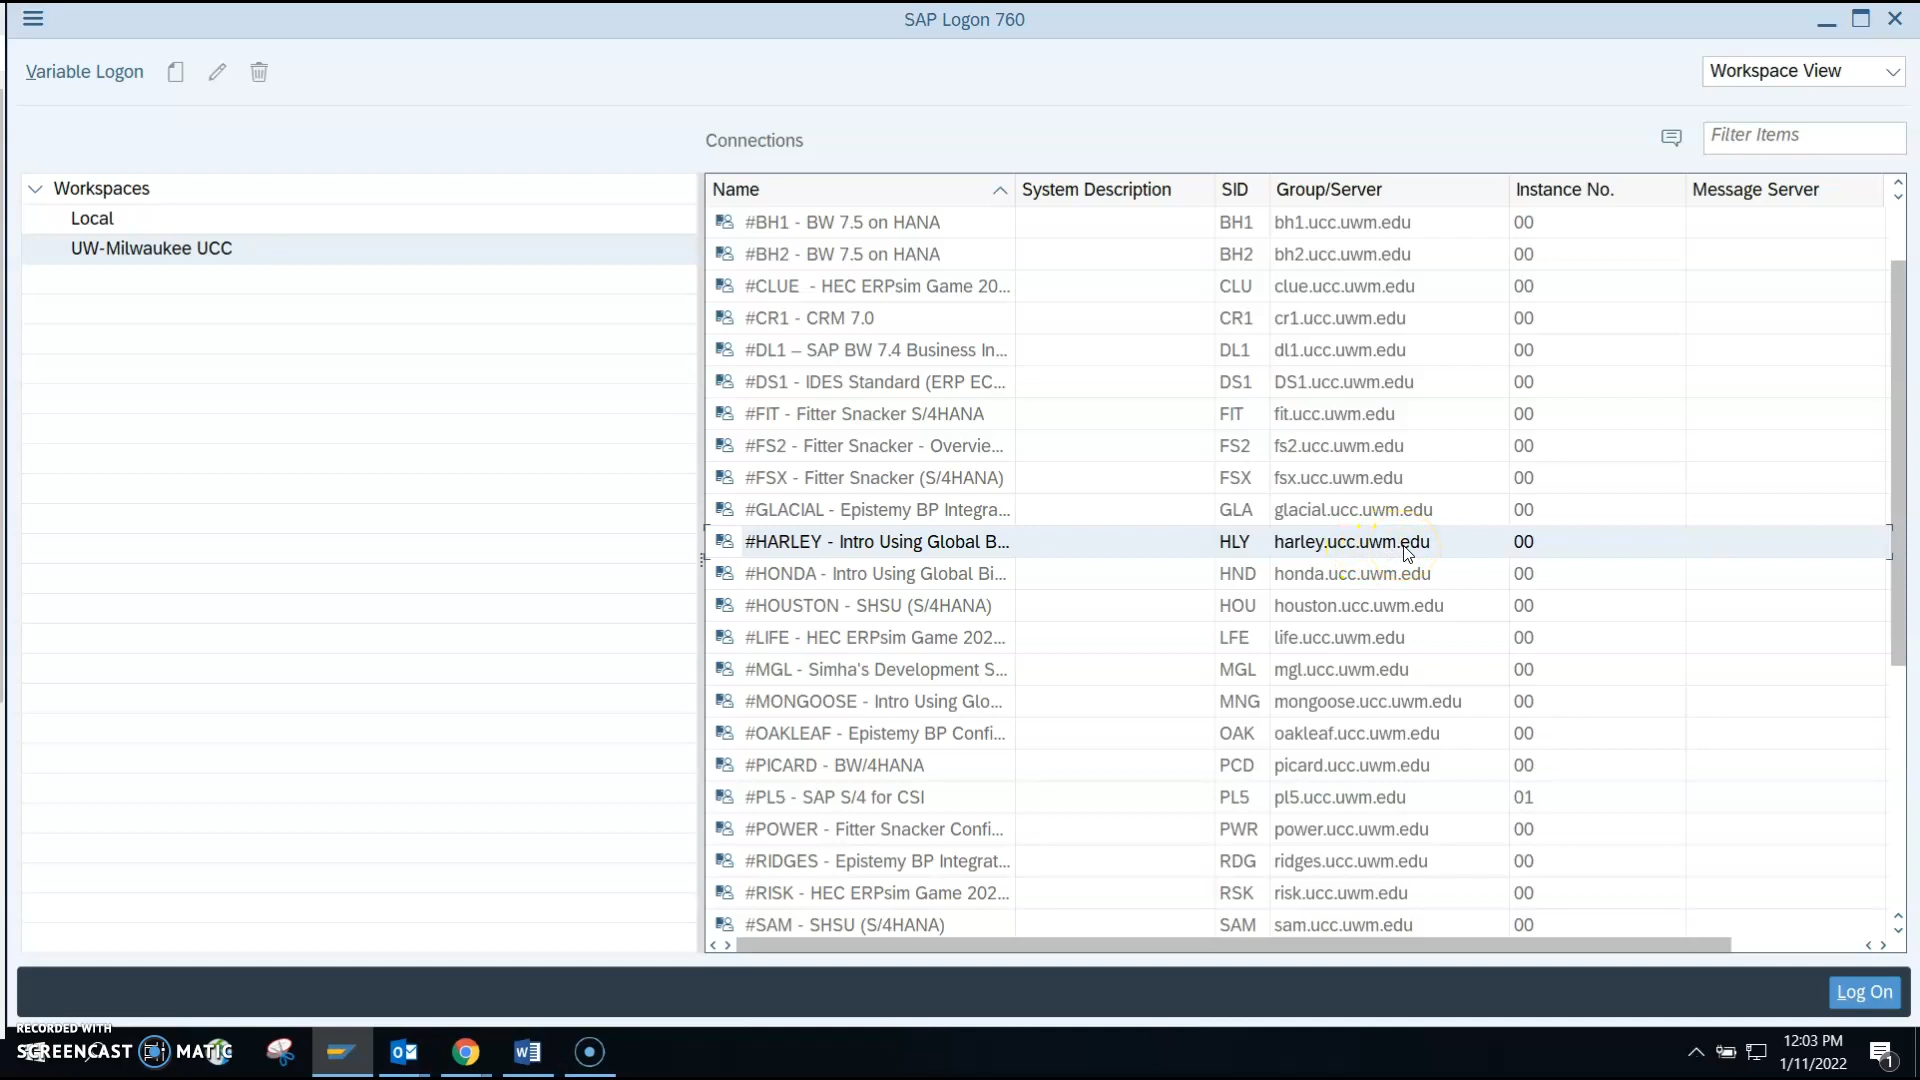 SAP Logon 760
Variable Logon
Workspace View
Connections
Filter Items
Workspaces
Local
UW-Milwaukee UCC
Name System Description SID Group/Server Instance No. Message Server
#BH1 - BW 7.5 on HANA BH1 bh1.ucc.uwm.edu 00
#BH2 - BW 7.5 on HANA BH2 bh2.ucc.uwm.edu 00
#CLUE - HEC ERPsim Game 20... CLU clue.ucc.uwm.edu 00
#CR1 - CRM 7.0 CR1 cr1.ucc.uwm.edu 00
#DL1 – SAP BW 7.4 Business In... DL1 dl1.ucc.uwm.edu 00
#DS1 - IDES Standard (ERP EC... DS1 DS1.ucc.uwm.edu 00
#FIT - Fitter Snacker S/4HANA FIT fit.ucc.uwm.edu 00
#FS2 - Fitter Snacker - Overvie... FS2 fs2.ucc.uwm.edu 00
#FSX - Fitter Snacker (S/4HANA) FSX fsx.ucc.uwm.edu 00
#GLACIAL - Epistemy BP Integra... GLA glacial.ucc.uwm.edu 00
#HARLEY - Intro Using Global B... HLY harley.ucc.uwm.edu 00
#HONDA - Intro Using Global Bi... HND honda.ucc.uwm.edu 00
#HOUSTON - SHSU (S/4HANA) HOU houston.ucc.uwm.edu 00
#LIFE - HEC ERPsim Game 202... LFE life.ucc.uwm.edu 00
#MGL - Simha's Development S... MGL mgl.ucc.uwm.edu 00
#MONGOOSE - Intro Using Glo... MNG mongoose.ucc.uwm.edu 00
#OAKLEAF - Epistemy BP Confi... OAK oakleaf.ucc.uwm.edu 00
#PICARD - BW/4HANA PCD picard.ucc.uwm.edu 00
#PL5 - SAP S/4 for CSI PL5 pl5.ucc.uwm.edu 01
#POWER - Fitter Snacker Confi... PWR power.ucc.uwm.edu 00
#RIDGES - Epistemy BP Integrat... RDG ridges.ucc.uwm.edu 00
#RISK - HEC ERPsim Game 202... RSK risk.ucc.uwm.edu 00
#SAM - SHSU (S/4HANA) SAM sam.ucc.uwm.edu 00
Log On
RECORDED WITH
SCREENCAST MATIC
12:03 PM
1/11/2022
1